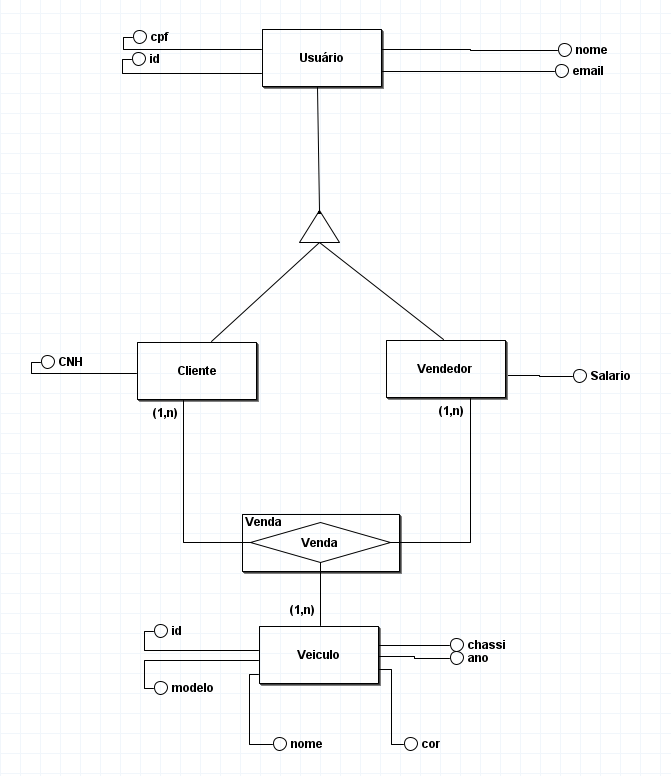 cpf
id
Usuário
nome
email
CNH
Cliente
Vendedor
Salario
(1,n)
(1,n)
Venda
Venda
(1,n)
id
Veiculo
chassi
ano
modelo
nome
cor